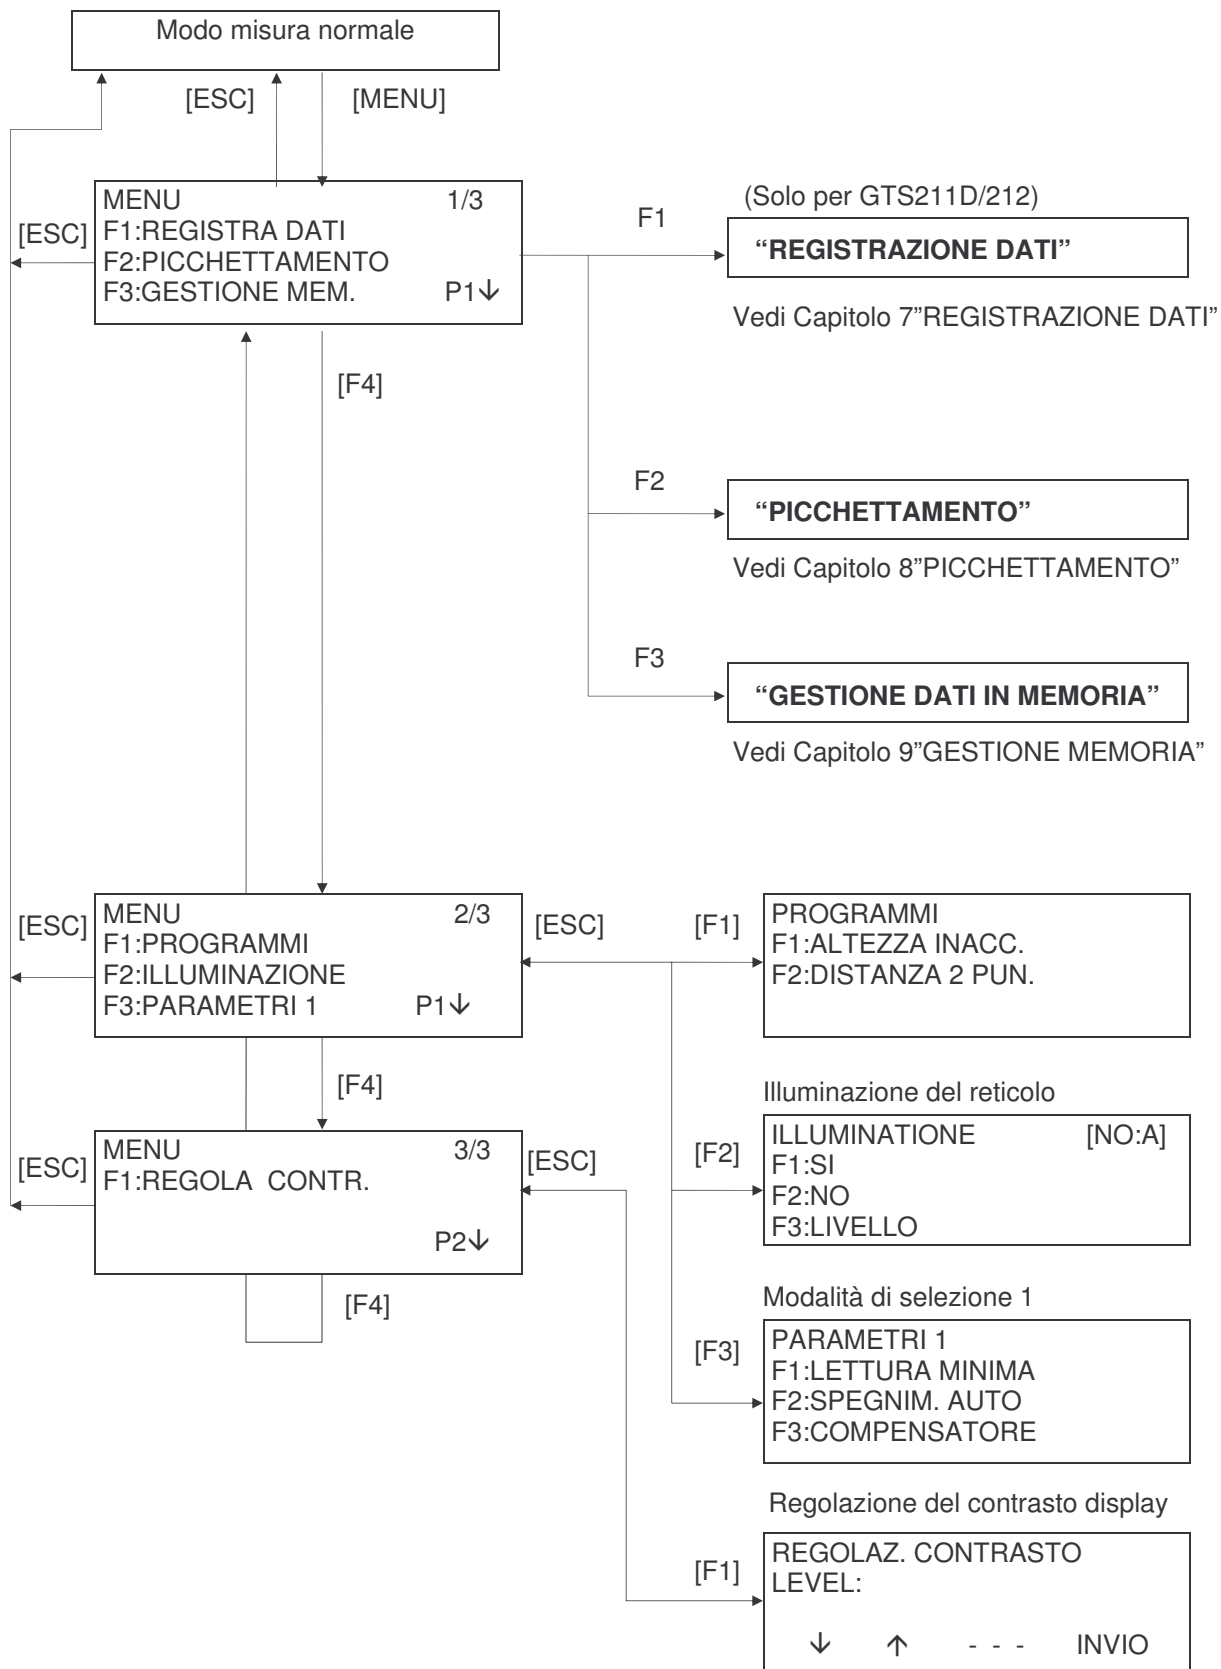 Modo misura normale
[ESC] [MENU]
MENU 1/3
F1:REGISTRA DATI
F2:PICCHETTAMENTO
F3:GESTIONE MEM. P1↓
[ESC]
F1
(Solo per GTS211D/212)
“REGISTRAZIONE DATI”
Vedi Capitolo 7”REGISTRAZIONE DATI”
[F4]
F2
“PICCHETTAMENTO”
Vedi Capitolo 8”PICCHETTAMENTO”
F3
“GESTIONE DATI IN MEMORIA”
Vedi Capitolo 9”GESTIONE MEMORIA”
[ESC]
MENU 2/3
F1:PROGRAMMI
F2:ILLUMINAZIONE
F3:PARAMETRI 1 P1↓
[ESC] [F1]
PROGRAMMI
F1:ALTEZZA INACC.
F2:DISTANZA 2 PUN.
[F4]
Illuminazione del reticolo
[F2]
ILLUMINATIONE [NO:A]
F1:SI
F2:NO
F3:LIVELLO
[ESC]
MENU 3/3
F1:REGOLA CONTR.
P2↓
[ESC]
[F4]
Modalità di selezione 1
[F3]
PARAMETRI 1
F1:LETTURA MINIMA
F2:SPEGNIM. AUTO
F3:COMPENSATORE
Regolazione del contrasto display
[F1]
REGOLAZ. CONTRASTO
LEVEL:
↓ ↑ - - - INVIO